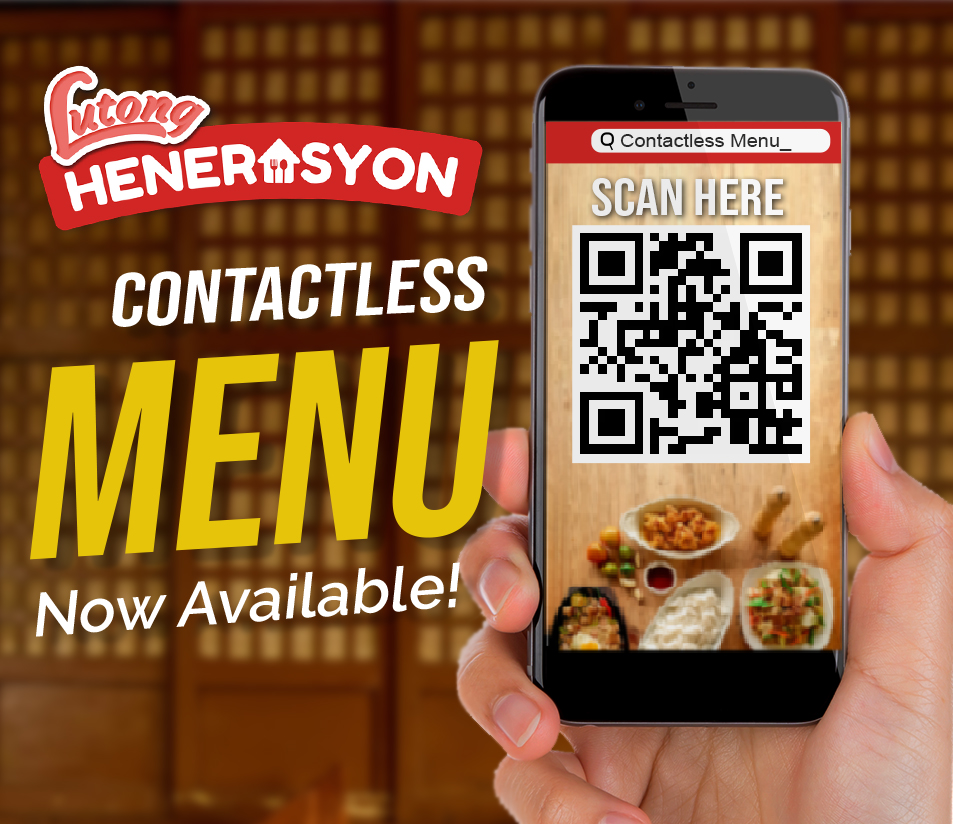 Lutong
HENERASYON
CONTACTLESS
MENU
Now Available!
Contactless Menu_
SCAN HERE